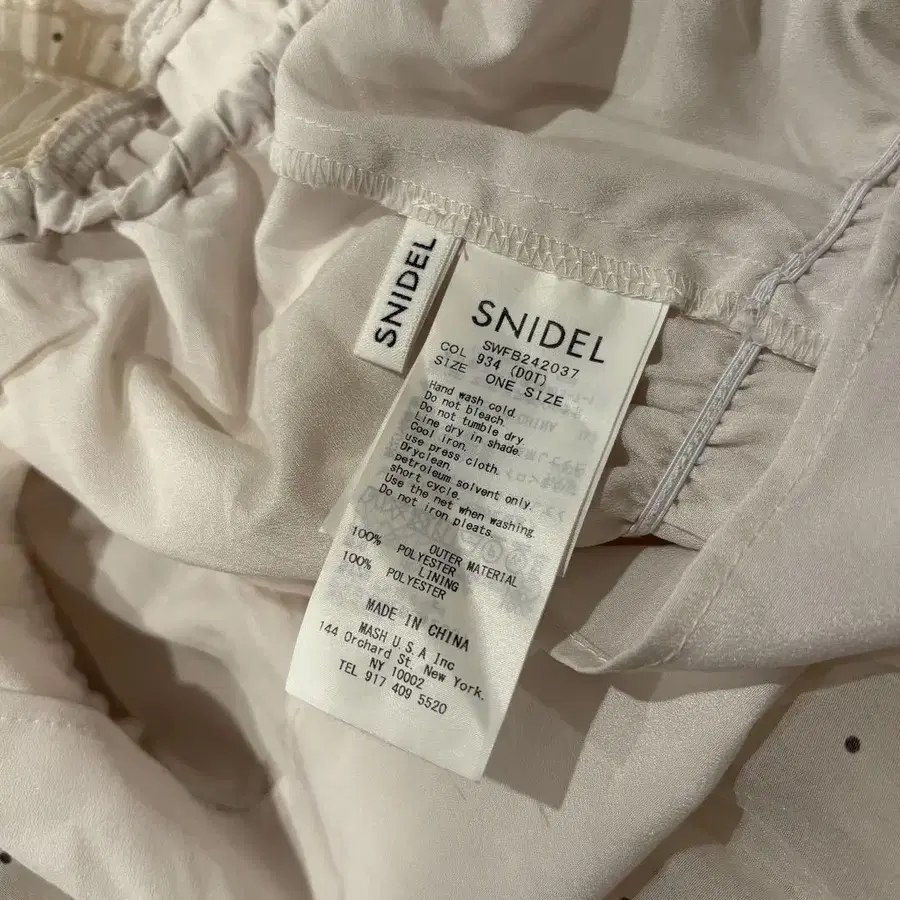 SNIDEL
SNIDEL
SWFB242037
COL 934 (DOT)
SIZE ONE SIZE
Hand wash cold.
Do not bleach.
Do not tumble dry.
Line dry in shade.
Cool iron.
use press cloth.
Dryclean.
petroleum solvent only.
short cycle.
Use the net when washing.
Do not iron pleats.
OUTER MATERIAL
100% POLYESTER
LINING
100% POLYESTER
MADE IN CHINA
MASH U.S.A Inc
144 Orchard St. New York.
NY 10002
TEL 917 409 5520